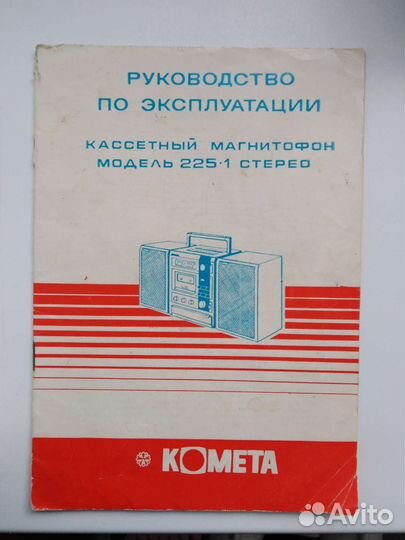 РУКОВОДСТВО
ПО ЭКСПЛУАТАЦИИ
КАССЕТНЫЙ МАГНИТОФОН
МОДЕЛЬ 225-1 СТЕРЕО
КОМЕТА
Avito